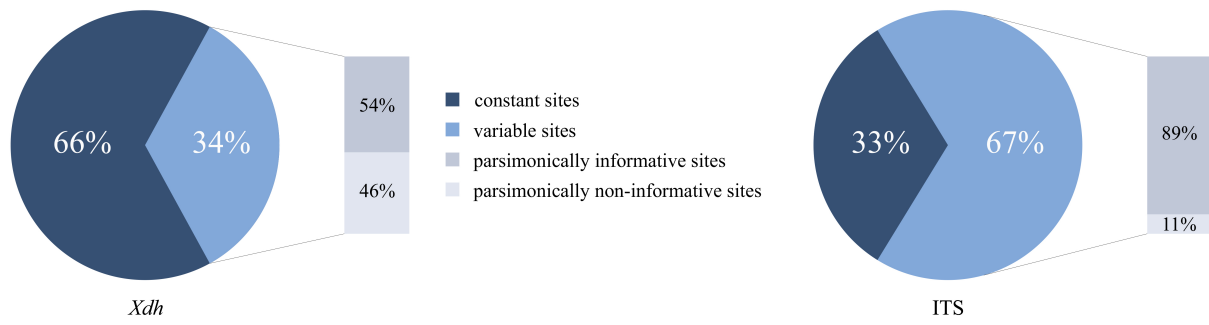 66%
34%
54%
46%
constant sites
variable sites
parsimonically informative sites
parsimonically non-informative sites
33%
67%
89%
11%
Xdh
ITS